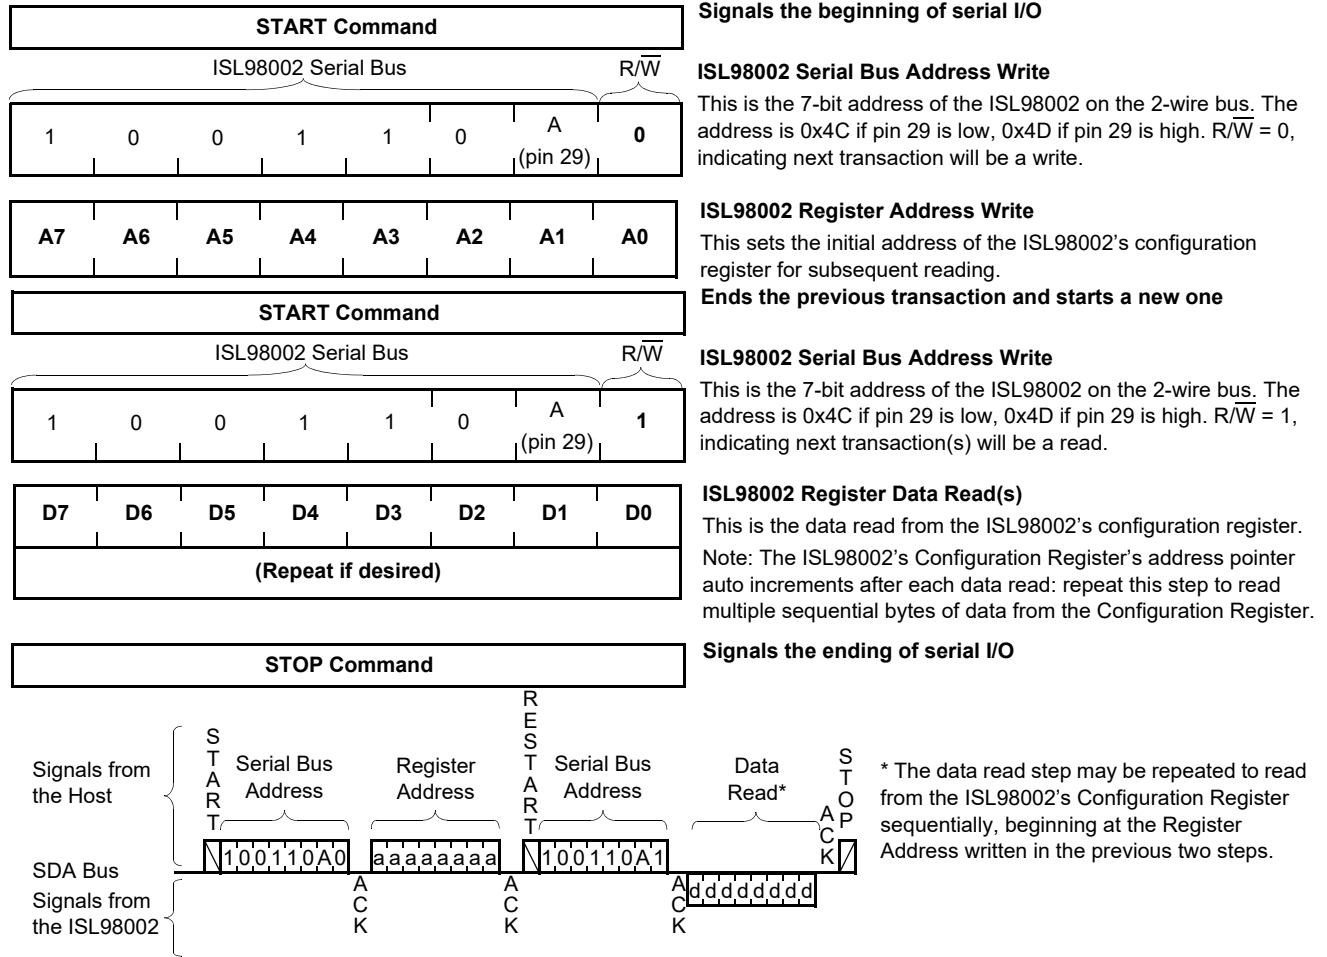 START Command
Signals the beginning of serial I/O
ISL98002 Serial Bus
R/W̅
ISL98002 Serial Bus Address Write
This is the 7-bit address of the ISL98002 on the 2-wire bus. The
address is 0x4C if pin 29 is low, 0x4D if pin 29 is high. R/W̅ = 0,
indicating next transaction will be a write.
1 0 0 1 1 0 A (pin 29) 0
ISL98002 Register Address Write
This sets the initial address of the ISL98002's configuration
register for subsequent reading.
A7 A6 A5 A4 A3 A2 A1 A0
START Command
Ends the previous transaction and starts a new one
ISL98002 Serial Bus
R/W̅
ISL98002 Serial Bus Address Write
This is the 7-bit address of the ISL98002 on the 2-wire bus. The
address is 0x4C if pin 29 is low, 0x4D if pin 29 is high. R/W̅ = 1,
indicating next transaction(s) will be a read.
1 0 0 1 1 0 A (pin 29) 1
D7 D6 D5 D4 D3 D2 D1 D0
(Repeat if desired)
ISL98002 Register Data Read(s)
This is the data read from the ISL98002's configuration register.
Note: The ISL98002's Configuration Register's address pointer
auto increments after each data read: repeat this step to read
multiple sequential bytes of data from the Configuration Register.
STOP Command
Signals the ending of serial I/O
Signals from
the Host
START
Serial Bus
Address
Register
Address
RESTART
Serial Bus
Address
Data
Read*
ACK
STOP
100110A0
aaaaaaaa
100110A1
SDA Bus
Signals from
the ISL98002
ACK
ACK
ACK
dddddddd
* The data read step may be repeated to read
from the ISL98002's Configuration Register
sequentially, beginning at the Register
Address written in the previous two steps.